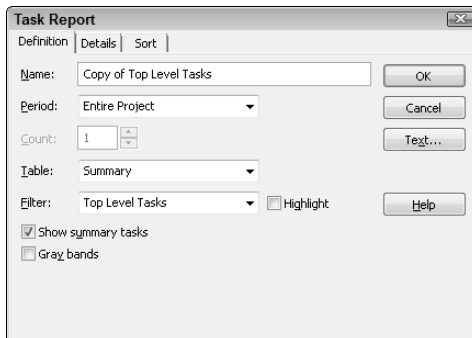 Task Report
Definition Details Sort
Name: Copy of Top Level Tasks OK
Period: Entire Project Cancel
Count: 1 Text...
Table: Summary
Filter: Top Level Tasks Highlight Help
Show summary tasks
Gray bands